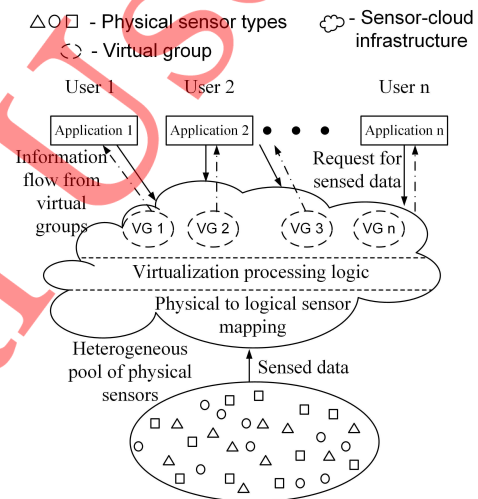 - Physical sensor types
- Sensor-cloud
infrastructure
- Virtual group
User 1
User 2
User n
Application 1
Application 2
Application n
Information
flow from
virtual
groups
Request for
sensed data
VG 1
VG 2
VG 3
VG n
Virtualization processing logic
Physical to logical sensor
mapping
Heterogeneous
pool of physical
sensors
Sensed data